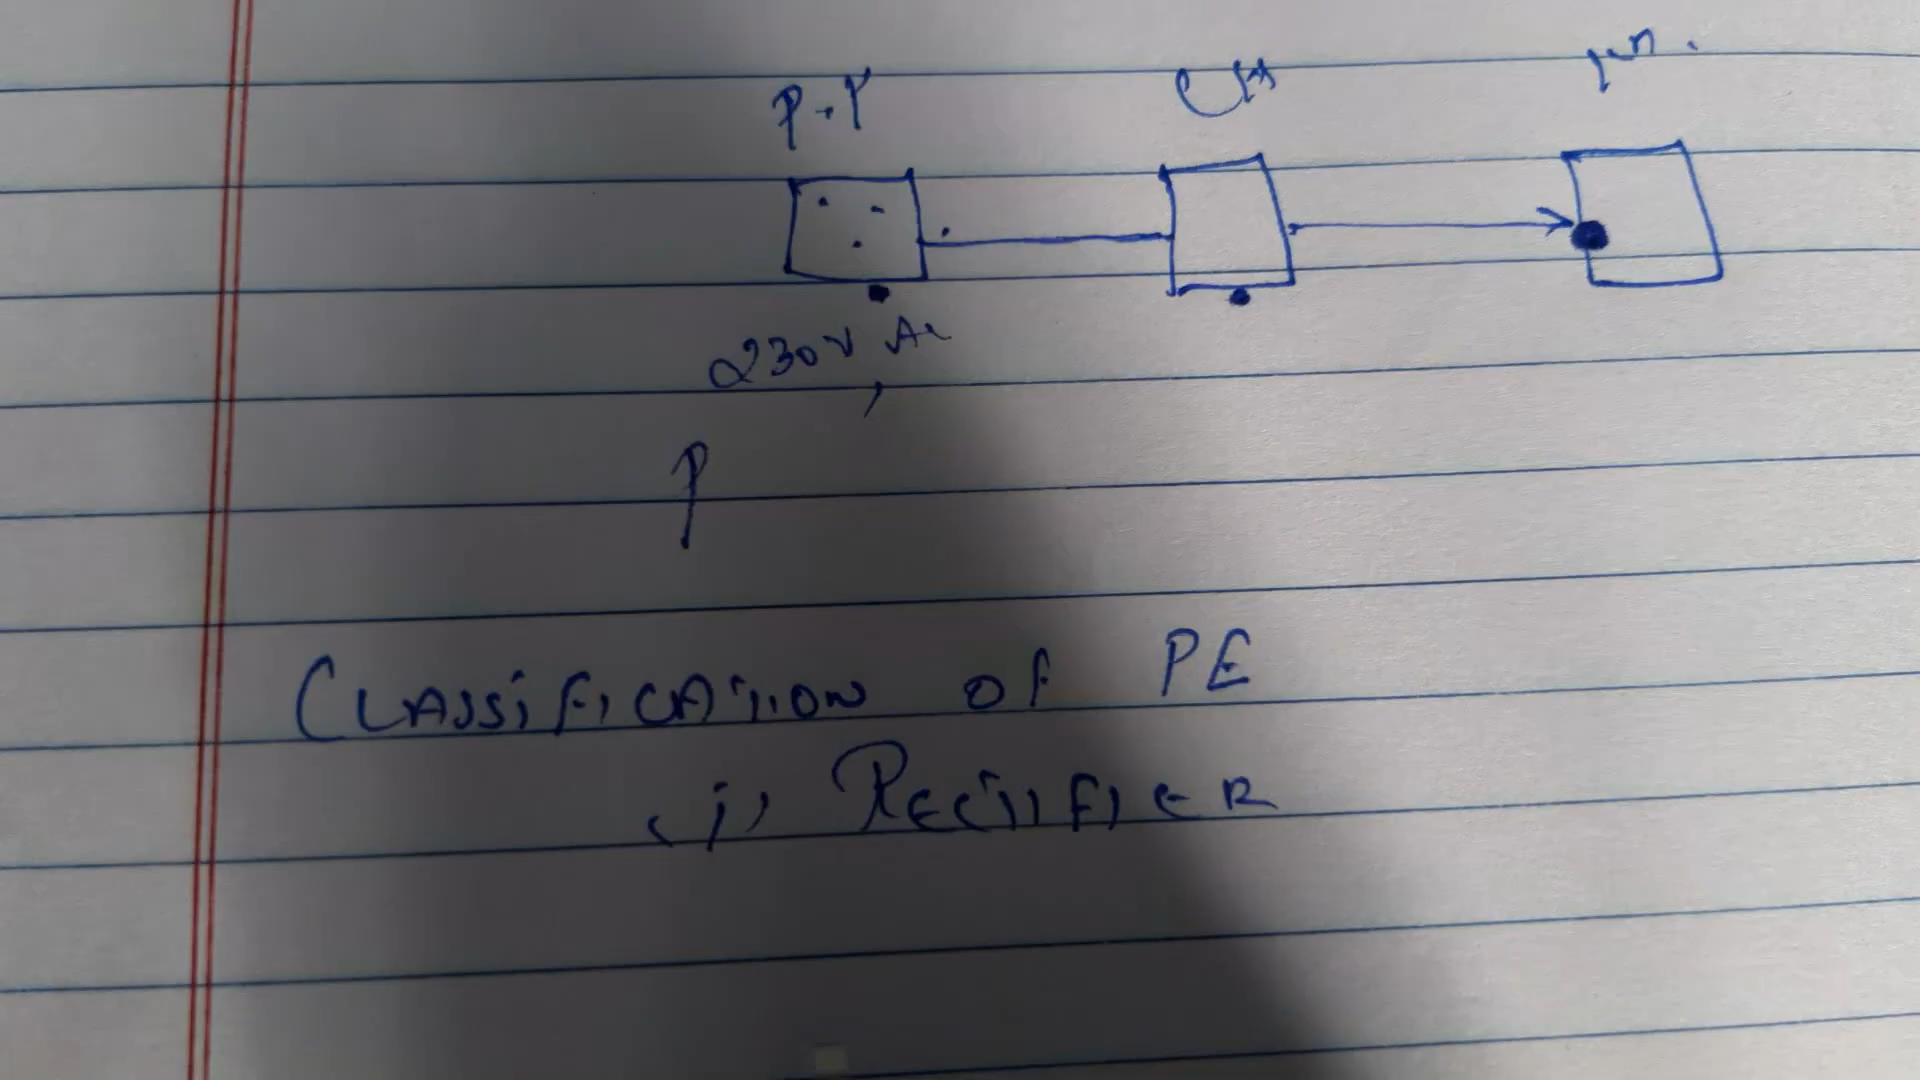 P.P
230V AC
P
CLASSIFICATION OF PE
(i) RECTIFIER